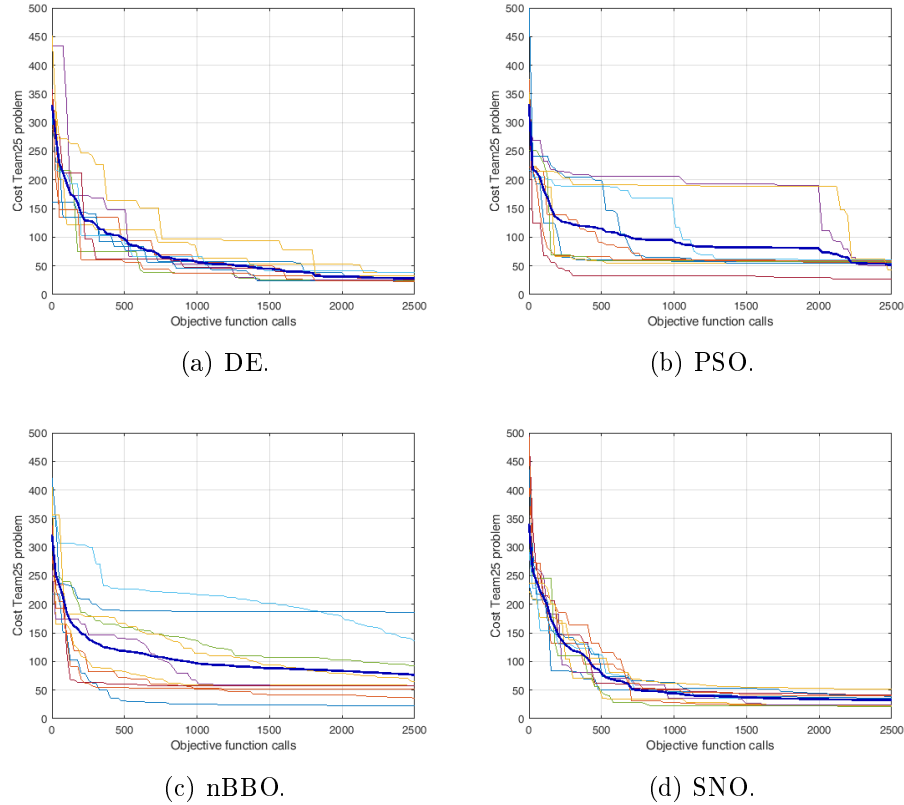 500
450
400
350
300
250
200
150
100
50
0
Cost Team25 problem
0 500 1000 1500 2000 2500
Objective function calls
(a) DE.
500
450
400
350
300
250
200
150
100
50
0
Cost Team25 problem
0 500 1000 1500 2000 2500
Objective function calls
(b) PSO.
500
450
400
350
300
250
200
150
100
50
0
Cost Team25 problem
0 500 1000 1500 2000 2500
Objective function calls
(c) nBBO.
500
450
400
350
300
250
200
150
100
50
0
Cost Team25 problem
0 500 1000 1500 2000 2500
Objective function calls
(d) SNO.